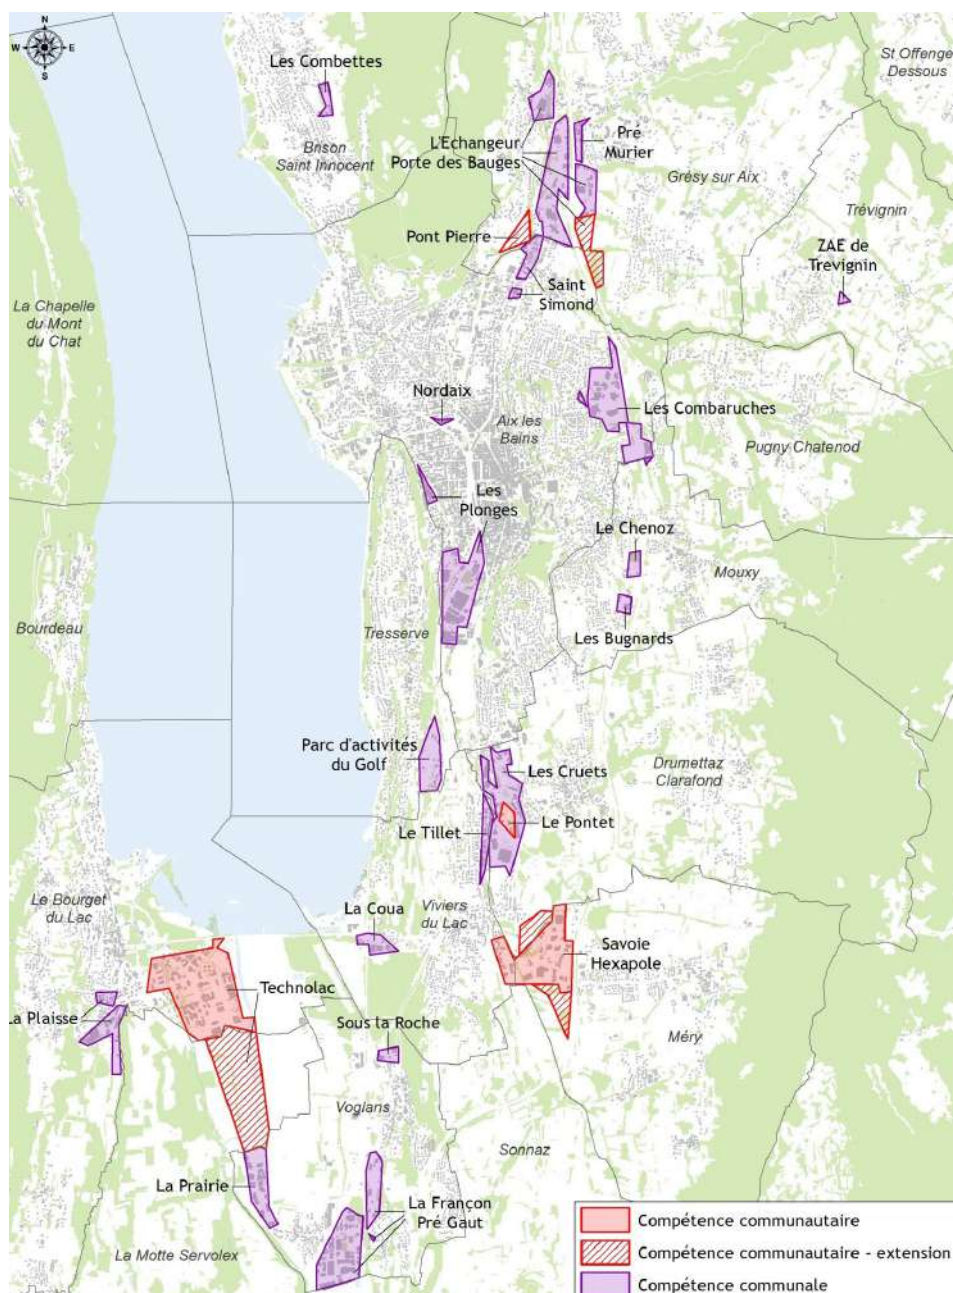 N
W
E
S
Les Combettes
St Offenge
Dessous
Brison
Saint Innocent
L'Echangeur
Porte des Bauges
Pré
Murier
Grésy sur Aix
Trévignin
Pont Pierre
ZAE de
Trevignin
Saint
Simond
La Chapelle
du Mont
du Chat
Nordaix
Aix les
Bains
Les Combaruches
Pugny Chatenod
Les
Plonges
Le Chenoz
Mouxy
Bourdeau
Tresserve
Les Bugnards
Parc d'activités
du Golf
Les Cruets
Drumettaz
Clarafond
Le Tillet
Le Pontet
Le Bourget
du Lac
La Coua
Viviers
du Lac
Savoie
Hexapole
Technolac
La Plaisse
Sous la Roche
Méry
Voglans
Sonnaz
La Prairie
La Françon
Pré Gaut
La Motte Servolex
Compétence communautaire
Compétence communautaire - extension
Compétence communale